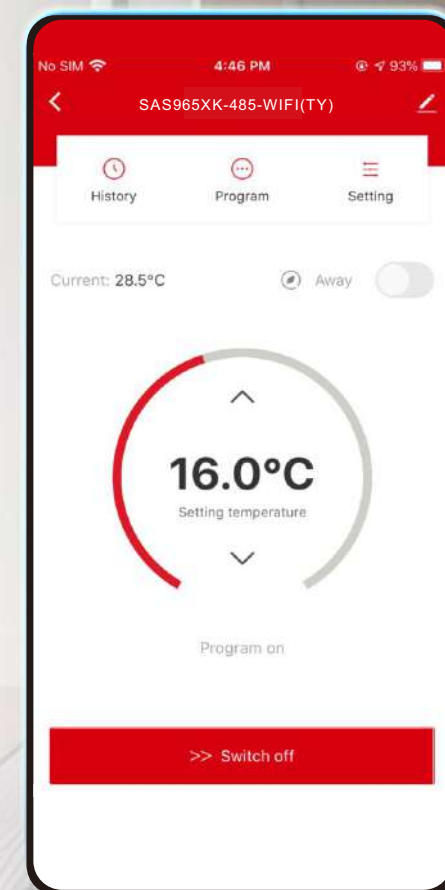 No SIM 4:46 PM 93%
SAS965XK-485-WIFI(TY)
History Program Setting
Current: 28.5°C Away
16.0°C
Setting temperature
Program on
>> Switch off